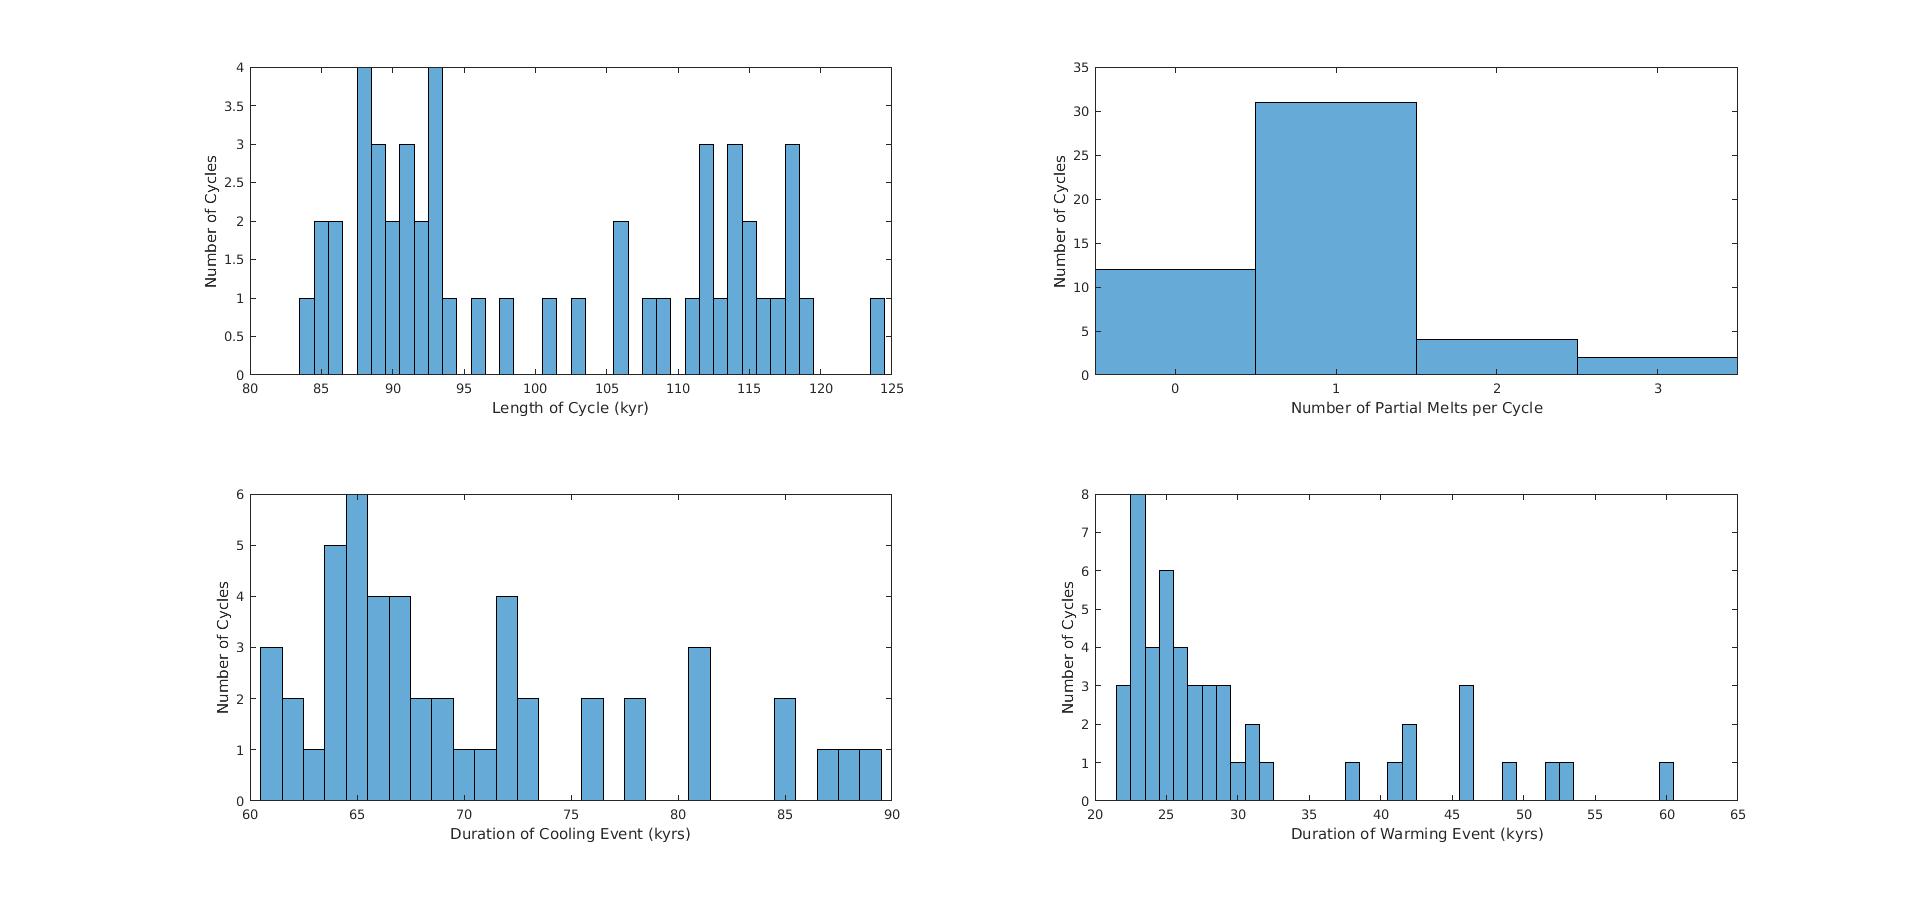 4
3.5
3
2.5
2
1.5
1
0.5
0
80 85 90 95 100 105 110 115 120 125
Length of Cycle (kyr)
Number of Cycles
35
30
25
20
15
10
5
0
0 1 2 3
Number of Partial Melts per Cycle
Number of Cycles
6
5
4
3
2
1
0
60 65 70 75 80 85 90
Duration of Cooling Event (kyrs)
Number of Cycles
8
7
6
5
4
3
2
1
0
20 25 30 35 40 45 50 55 60 65
Duration of Warming Event (kyrs)
Number of Cycles